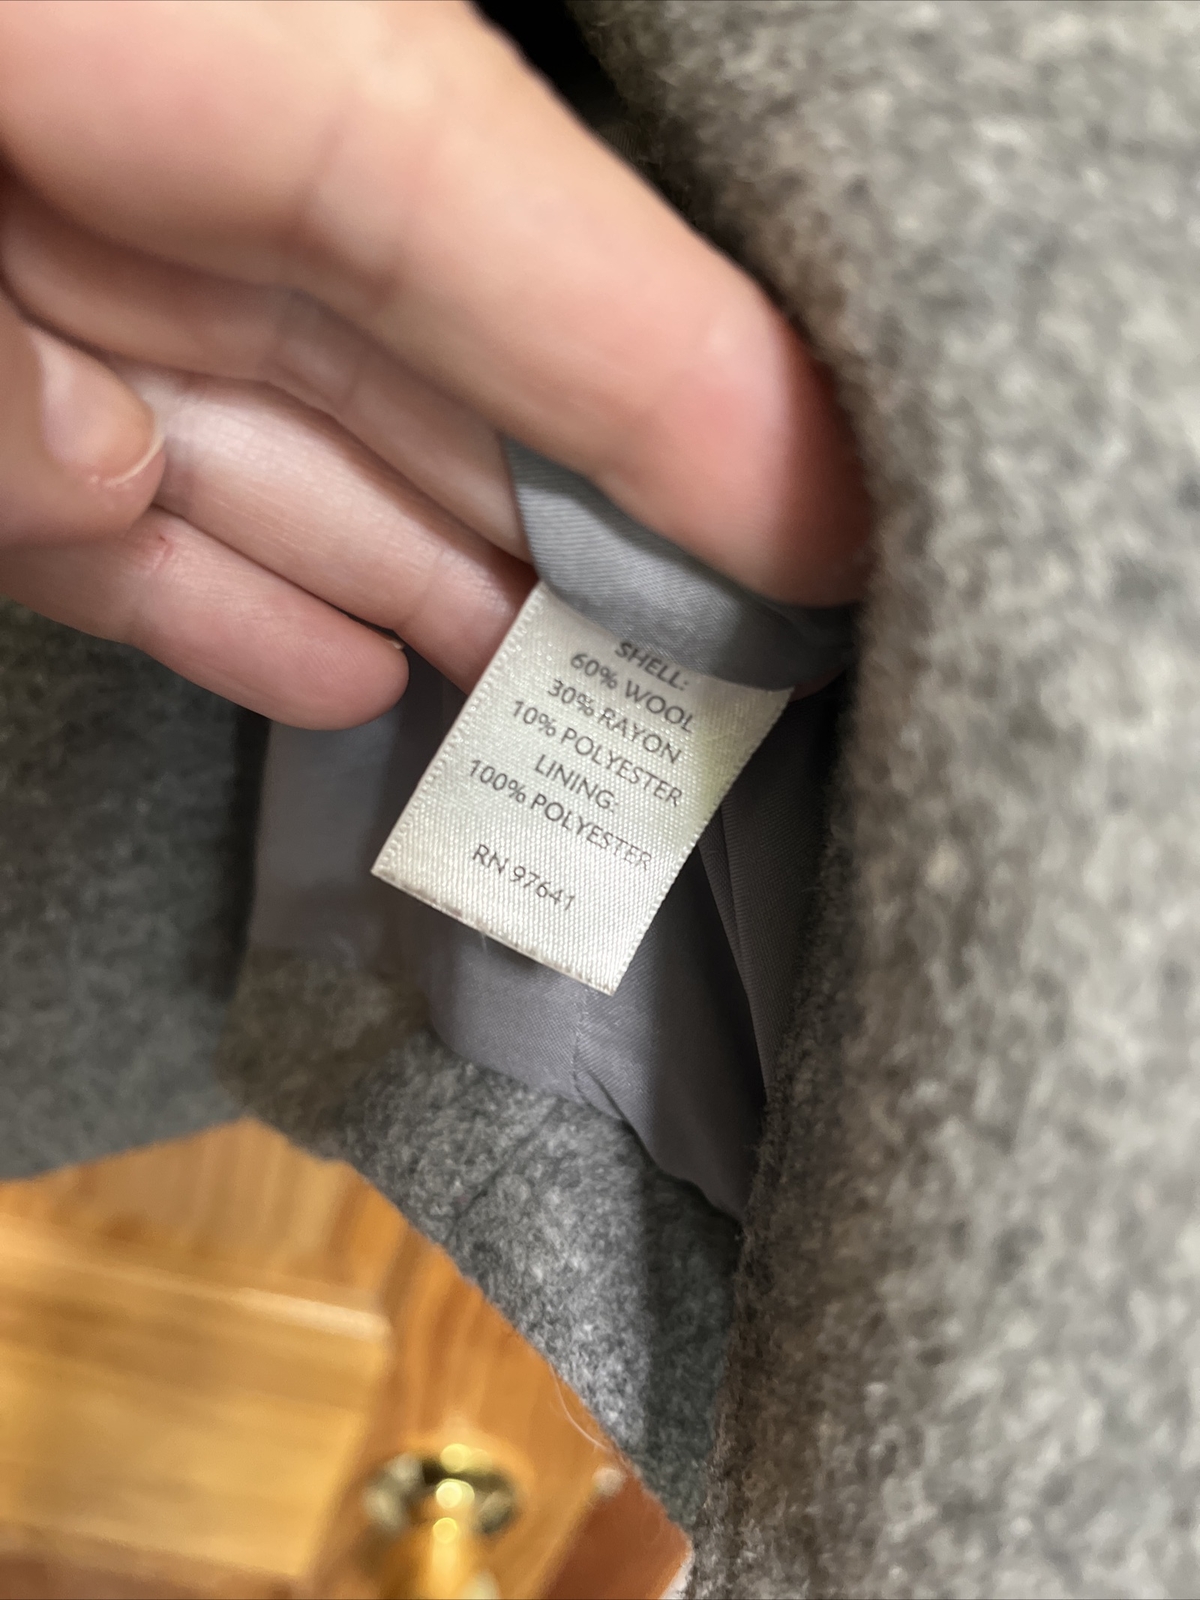 SHELL:
60% WOOL
30% RAYON
10% POLYESTER
LINING:
100% POLYESTER
RN 97641